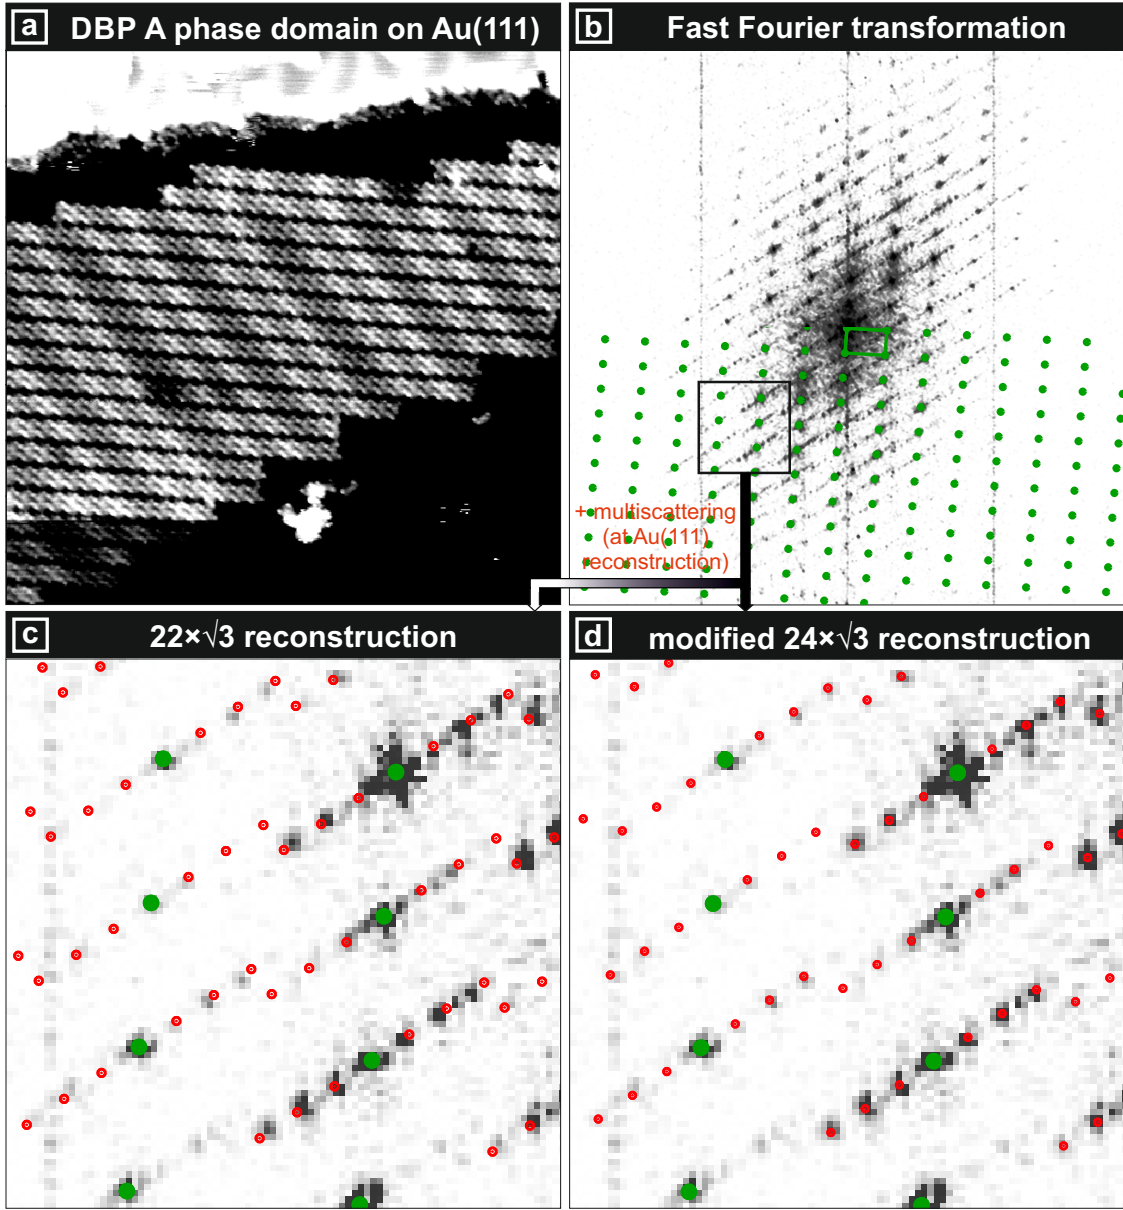 a DBP A phase domain on Au(111)
b Fast Fourier transformation
+ multiscattering
(at Au(111)
reconstruction)
c 22×√3 reconstruction
d modified 24×√3 reconstruction